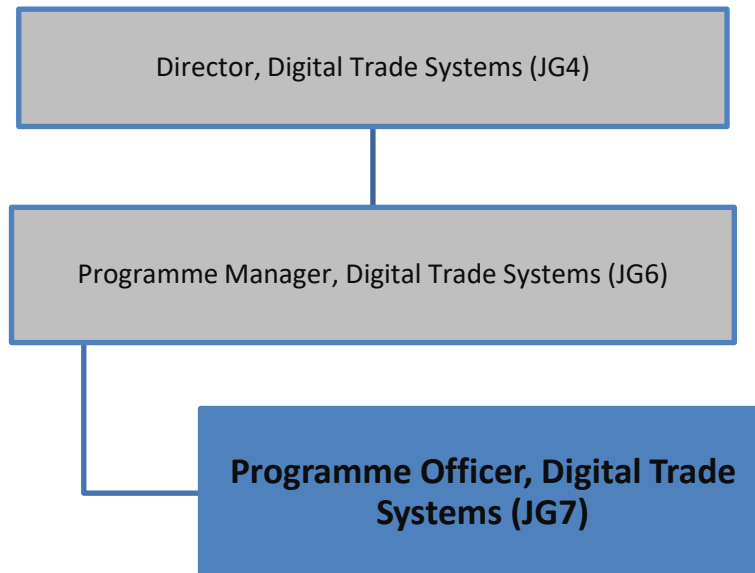 Director, Digital Trade Systems (JG4)
Programme Manager, Digital Trade Systems (JG6)
Programme Officer, Digital Trade
Systems (JG7)